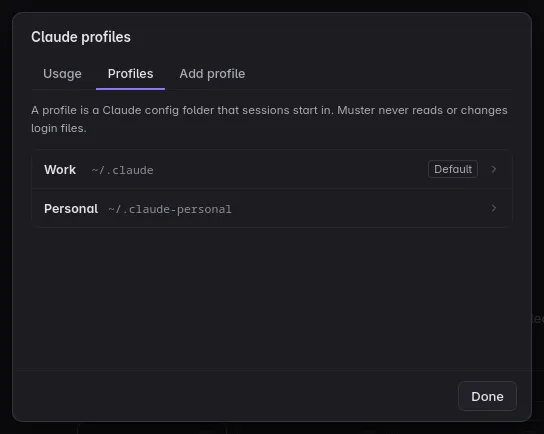 Claude profiles
Usage Profiles Add profile
A profile is a Claude config folder that sessions start in. Muster never reads or changes
login files.
Work ~/.claude Default
Personal ~/.claude-personal
Done